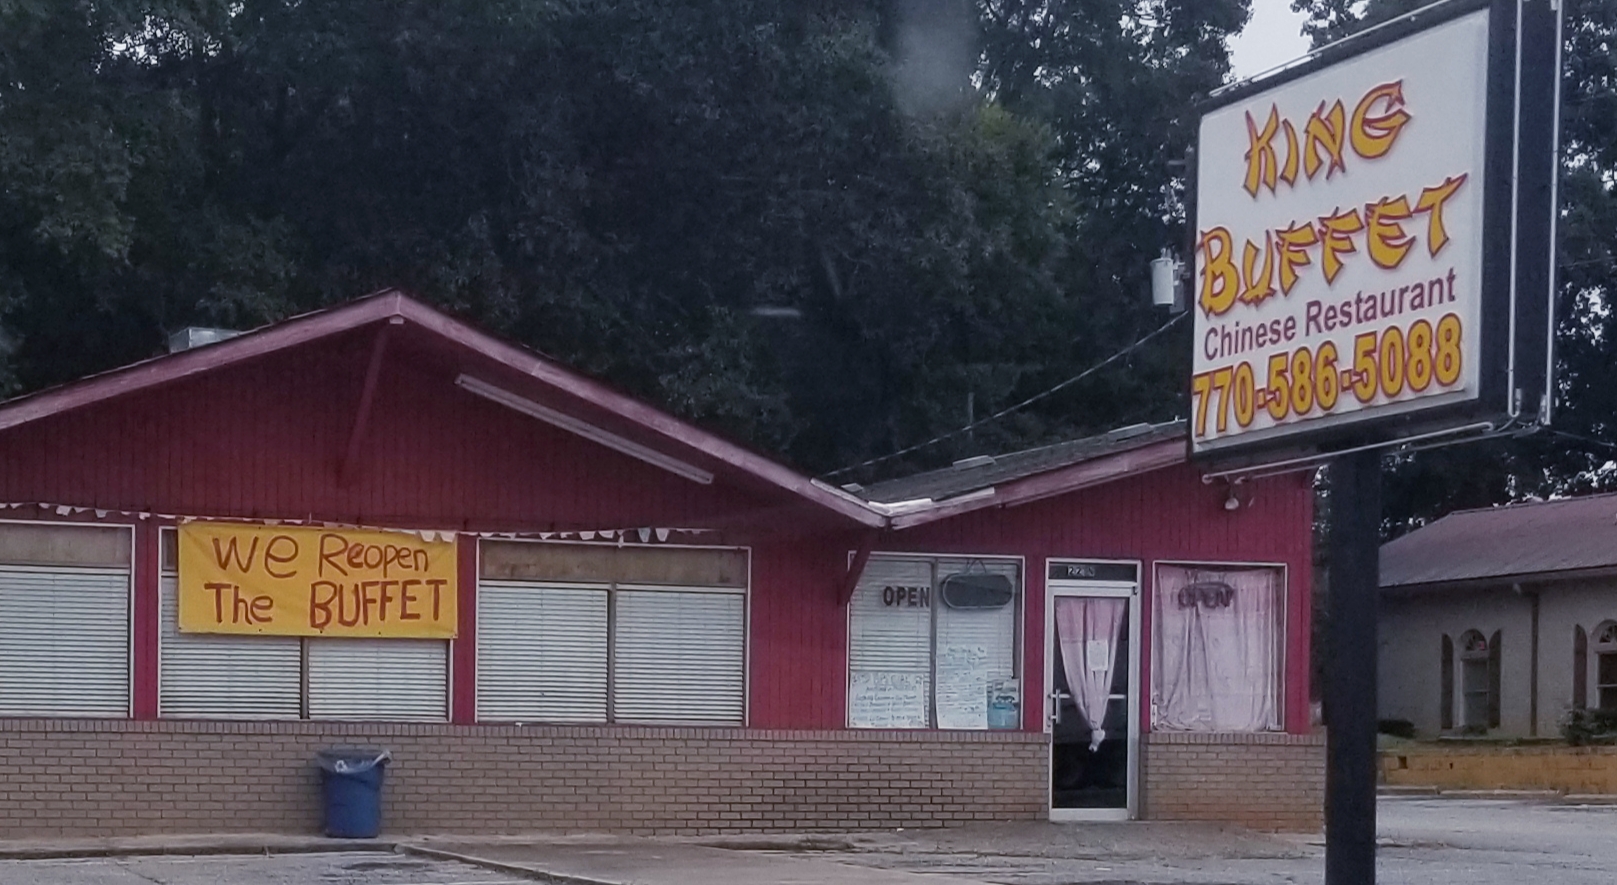 We Reopen
The BUFFET
OPEN
OPEN
KING
BUFFET
Chinese Restaurant
770-586-5088